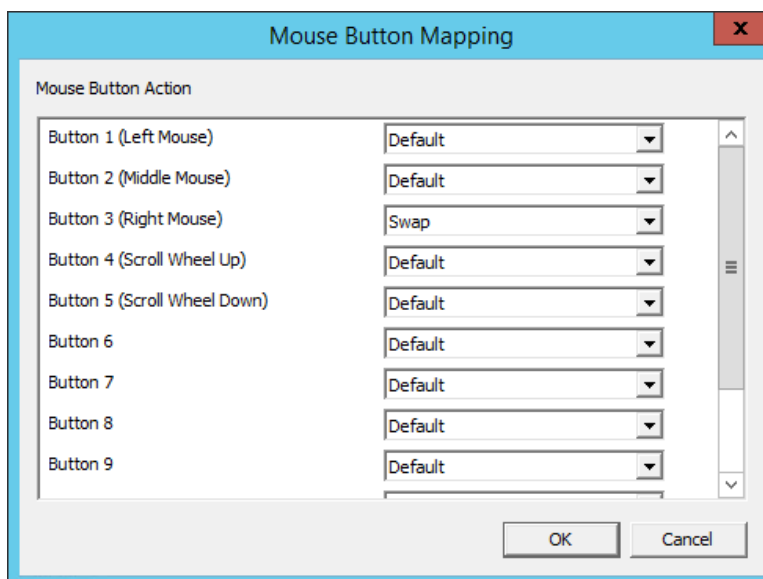 Mouse Button Mapping
x
Mouse Button Action
Button 1 (Left Mouse) Default
Button 2 (Middle Mouse) Default
Button 3 (Right Mouse) Swap
Button 4 (Scroll Wheel Up) Default
Button 5 (Scroll Wheel Down) Default
Button 6 Default
Button 7 Default
Button 8 Default
Button 9 Default
OK Cancel